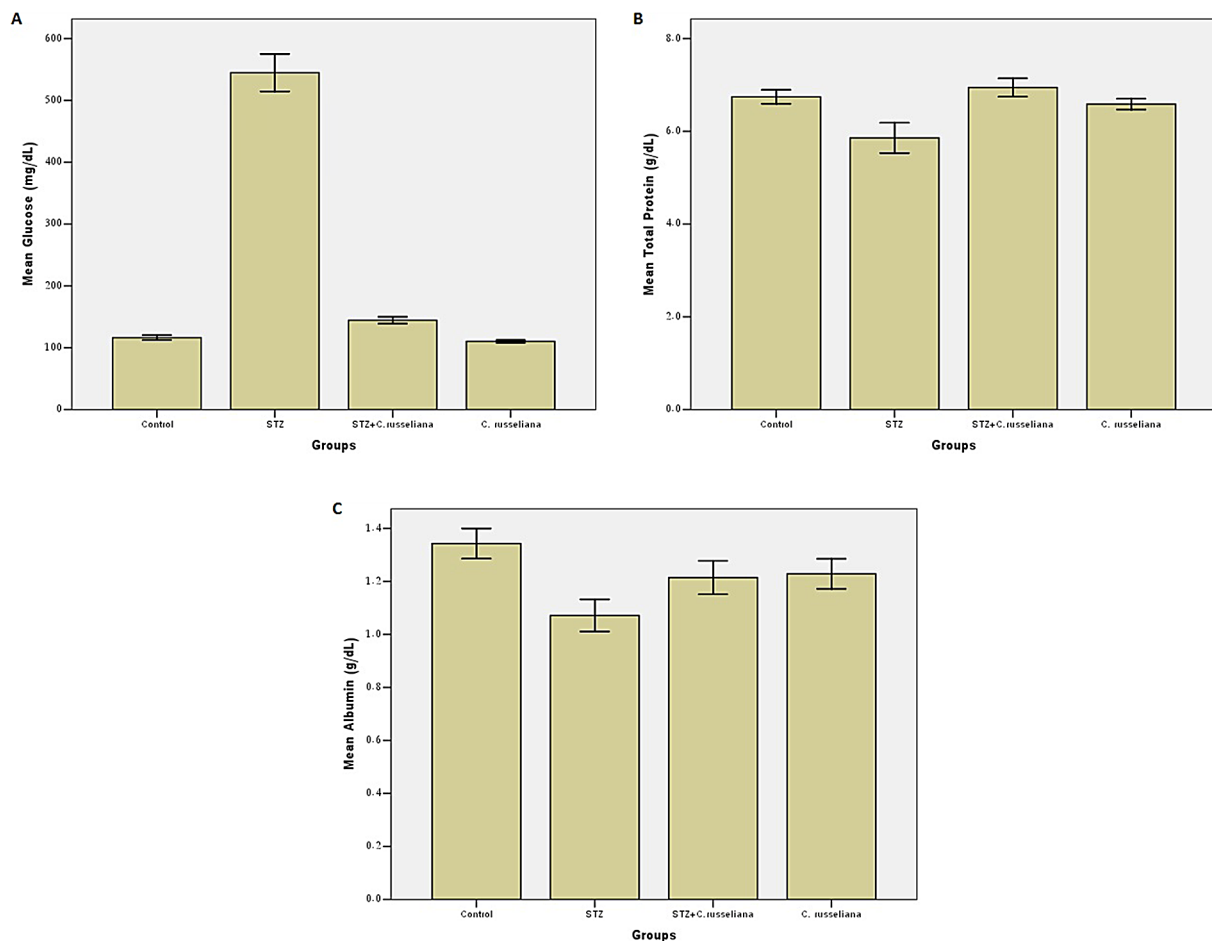 A
Mean Glucose (mg/dL)
600
500
400
300
200
100
0
Control STZ STZ+C.russeliana C. russeliana
Groups
B
Mean Total Protein (g/dL)
8.0
6.0
4.0
2.0
0.0
Control STZ STZ+C.russeliana C. russeliana
Groups
C
Mean Albumin (g/dL)
1.4
1.2
1.0
0.8
0.6
0.4
0.2
0.0
Control STZ STZ+C.russeliana C. russeliana
Groups